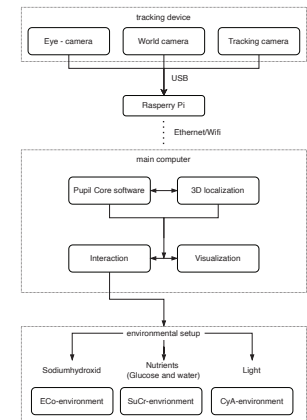 tracking device
Eye - camera
World camera
Tracking camera
USB
Rasperry Pi
Ethernet/Wifi
main computer
Pupil Core software
3D localization
Interaction
Visualization
environmental setup
Sodiumhydroxid
Nutrients
(Glucose and water)
Light
ECo-environment
SuCr-envrionment
CyA-environment